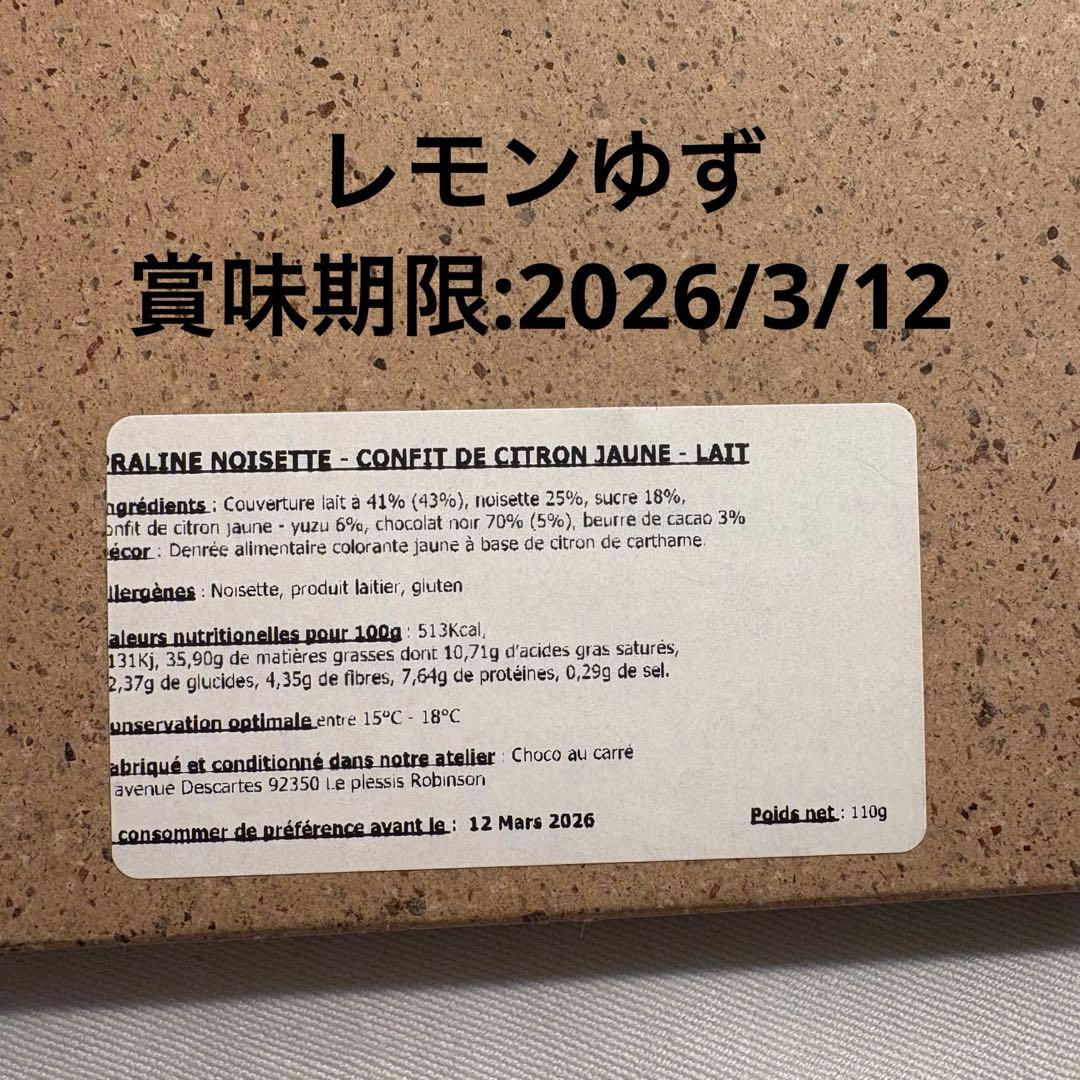 レモンゆず
賞味期限:2026/3/12
PRALINE NOISETTE - CONFIT DE CITRON JAUNE - LAIT
ngrédients : Couverture lait à 41% (43%), noisette 25%, sucre 18%,
onfit de citron jaune - yuzu 6%, chocolat noir 70% (5%), beurre de cacao 3%
écor : Denrée alimentaire colorante jaune à base de citron de carthame.
llergènes : Noisette, produit laitier, gluten
aleurs nutritionelles pour 100g : 513Kcal,
131Kj, 35,90g de matières grasses dont 10,71g d'acides gras saturés,
2,37g de glucides, 4,35g de fibres, 7,64g de protéines, 0,29g de sel.
onservation optimale entre 15°C - 18°C
abriqué et conditionné dans notre atelier : Choco au carré
avenue Descartes 92350 Le plessis Robinson
consommer de préférence avant le : 12 Mars 2026
Poids net : 110g